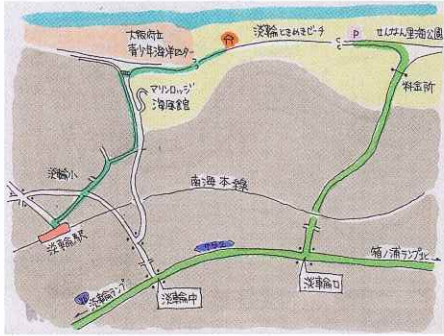 大阪府立
青少年海洋センター
淡輪ときめきビーチ
P
せんなん里海公園
マリンロッジ
海風館
料金所
淡輪小
南海本線
淡輪駅
箱ノ浦ランプ北
淡輪ランプ
淡輪中
淡輪口